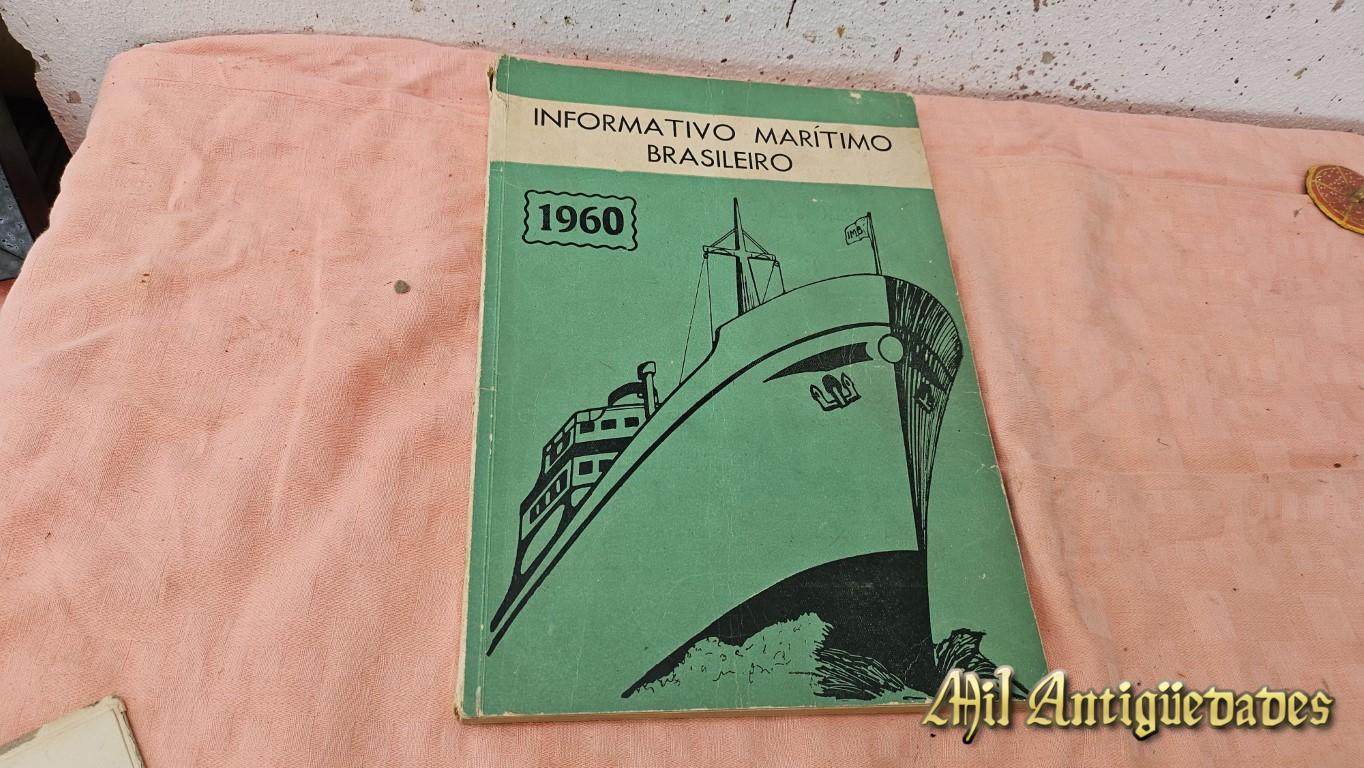 INFORMATIVO MARÍTIMO
BRASILEIRO
1960
IMB
Mil Antigüedades